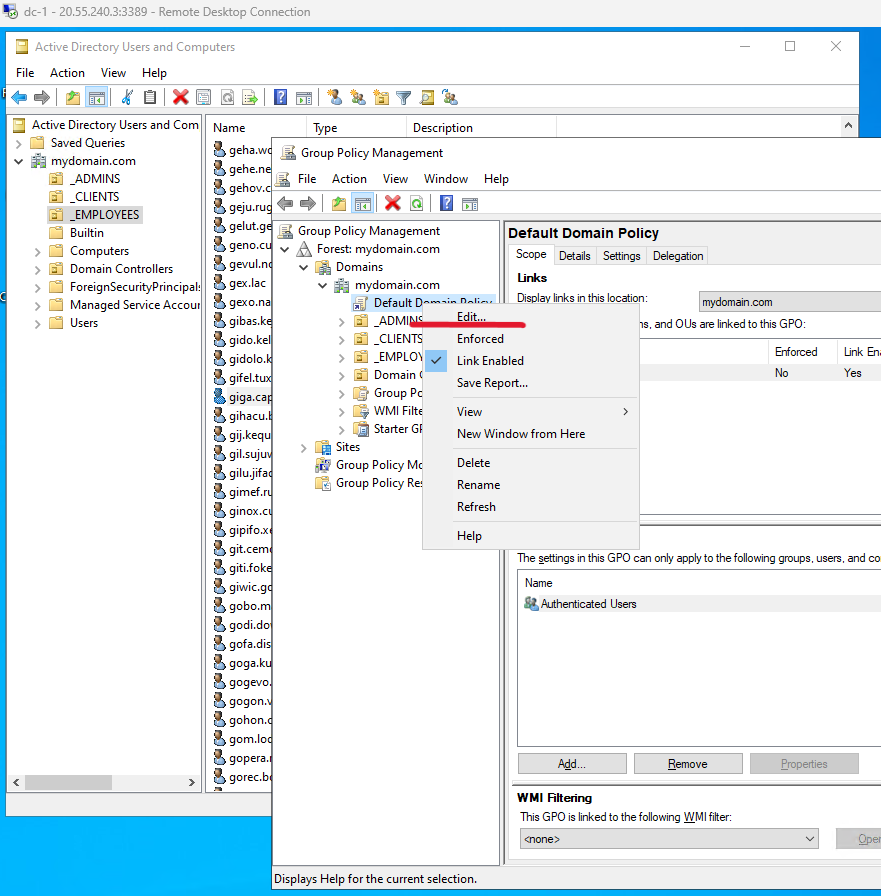 dc-1 - 20.55.240.3:3389 - Remote Desktop Connection
Active Directory Users and Computers
File Action View Help
Active Directory Users and Com
Saved Queries
mydomain.com
_ADMINS
_CLIENTS
_EMPLOYEES
Builtin
Computers
Domain Controllers
ForeignSecurityPrincipals
Managed Service Accour
Users
Name Type Description
geha.wo
gehe.ne
gehov.c
geju.rug
gelut.ge
geno.cu
gevul.no
gex.lac
gexo.na
gibas.ke
gido.kel
gidolo.k
gifel.tux
giga.cap
gihacu.b
gij.kequ
gil.sujuv
gilu.jifac
gimef.ru
ginox.cu
gipifo.xe
git.cemo
giti.foke
giwic.go
gobo.m
godi.dov
gofa.dis
goga.ku
gogevo.
gogon.v
gohon.c
gom.loc
gopera.r
gorec.bo
Group Policy Management
File Action View Window Help
Group Policy Management
Forest: mydomain.com
Domains
mydomain.com
Default Domain Policy
_ADMINS
_CLIENTS
_EMPLOY
Domain C
Group Po
WMI Filte
Starter GP
Sites
Group Policy Mo
Group Policy Res
Edit...
Enforced
Link Enabled
Save Report...
View
New Window from Here
Delete
Rename
Refresh
Help
Default Domain Policy
Scope Details Settings Delegation
Links
Display links in this location: mydomain.com
ns, and OUs are linked to this GPO:
Enforced Link Ena
No Yes
The settings in this GPO can only apply to the following groups, users, and co
Name
Authenticated Users
Add... Remove Properties
WMI Filtering
This GPO is linked to the following WMI filter:
<none> Open
Displays Help for the current selection.